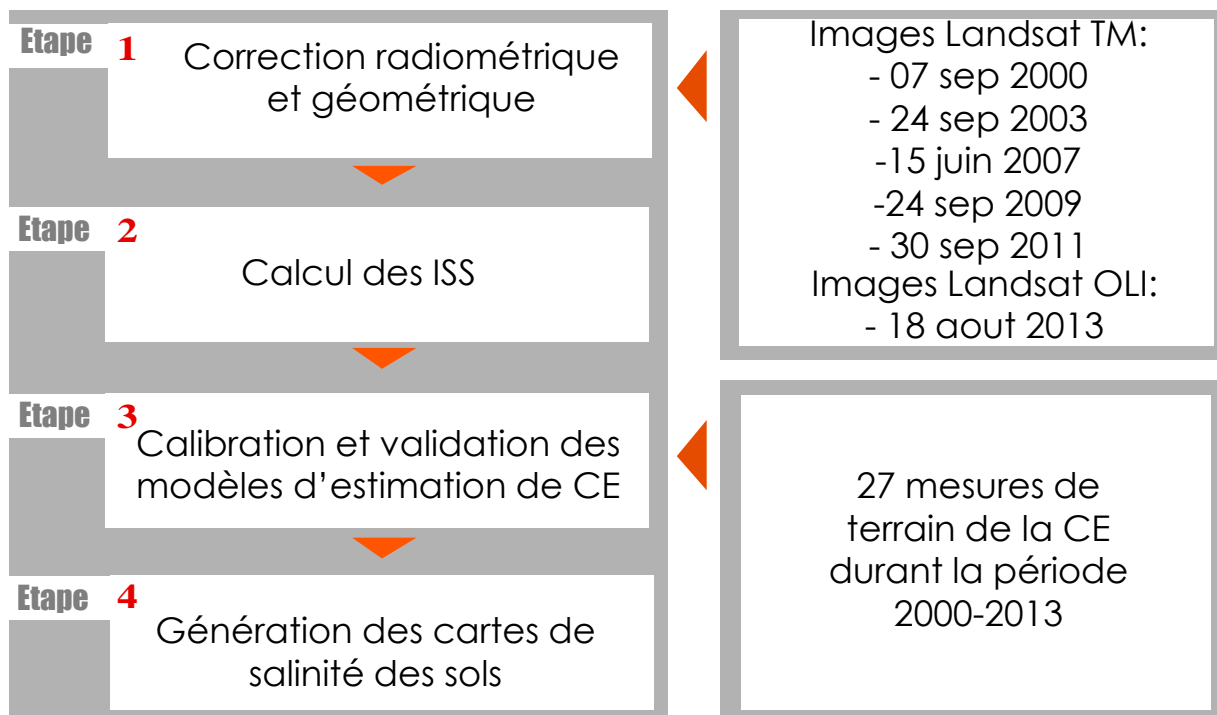 Etape 1
Correction radiométrique
et géométrique
Images Landsat TM:
- 07 sep 2000
- 24 sep 2003
-15 juin 2007
-24 sep 2009
- 30 sep 2011
Images Landsat OLI:
- 18 aout 2013
Etape 2
Calcul des ISS
Etape 3
Calibration et validation des
modèles d’estimation de CE
27 mesures de
terrain de la CE
durant la période
2000-2013
Etape 4
Génération des cartes de
salinité des sols